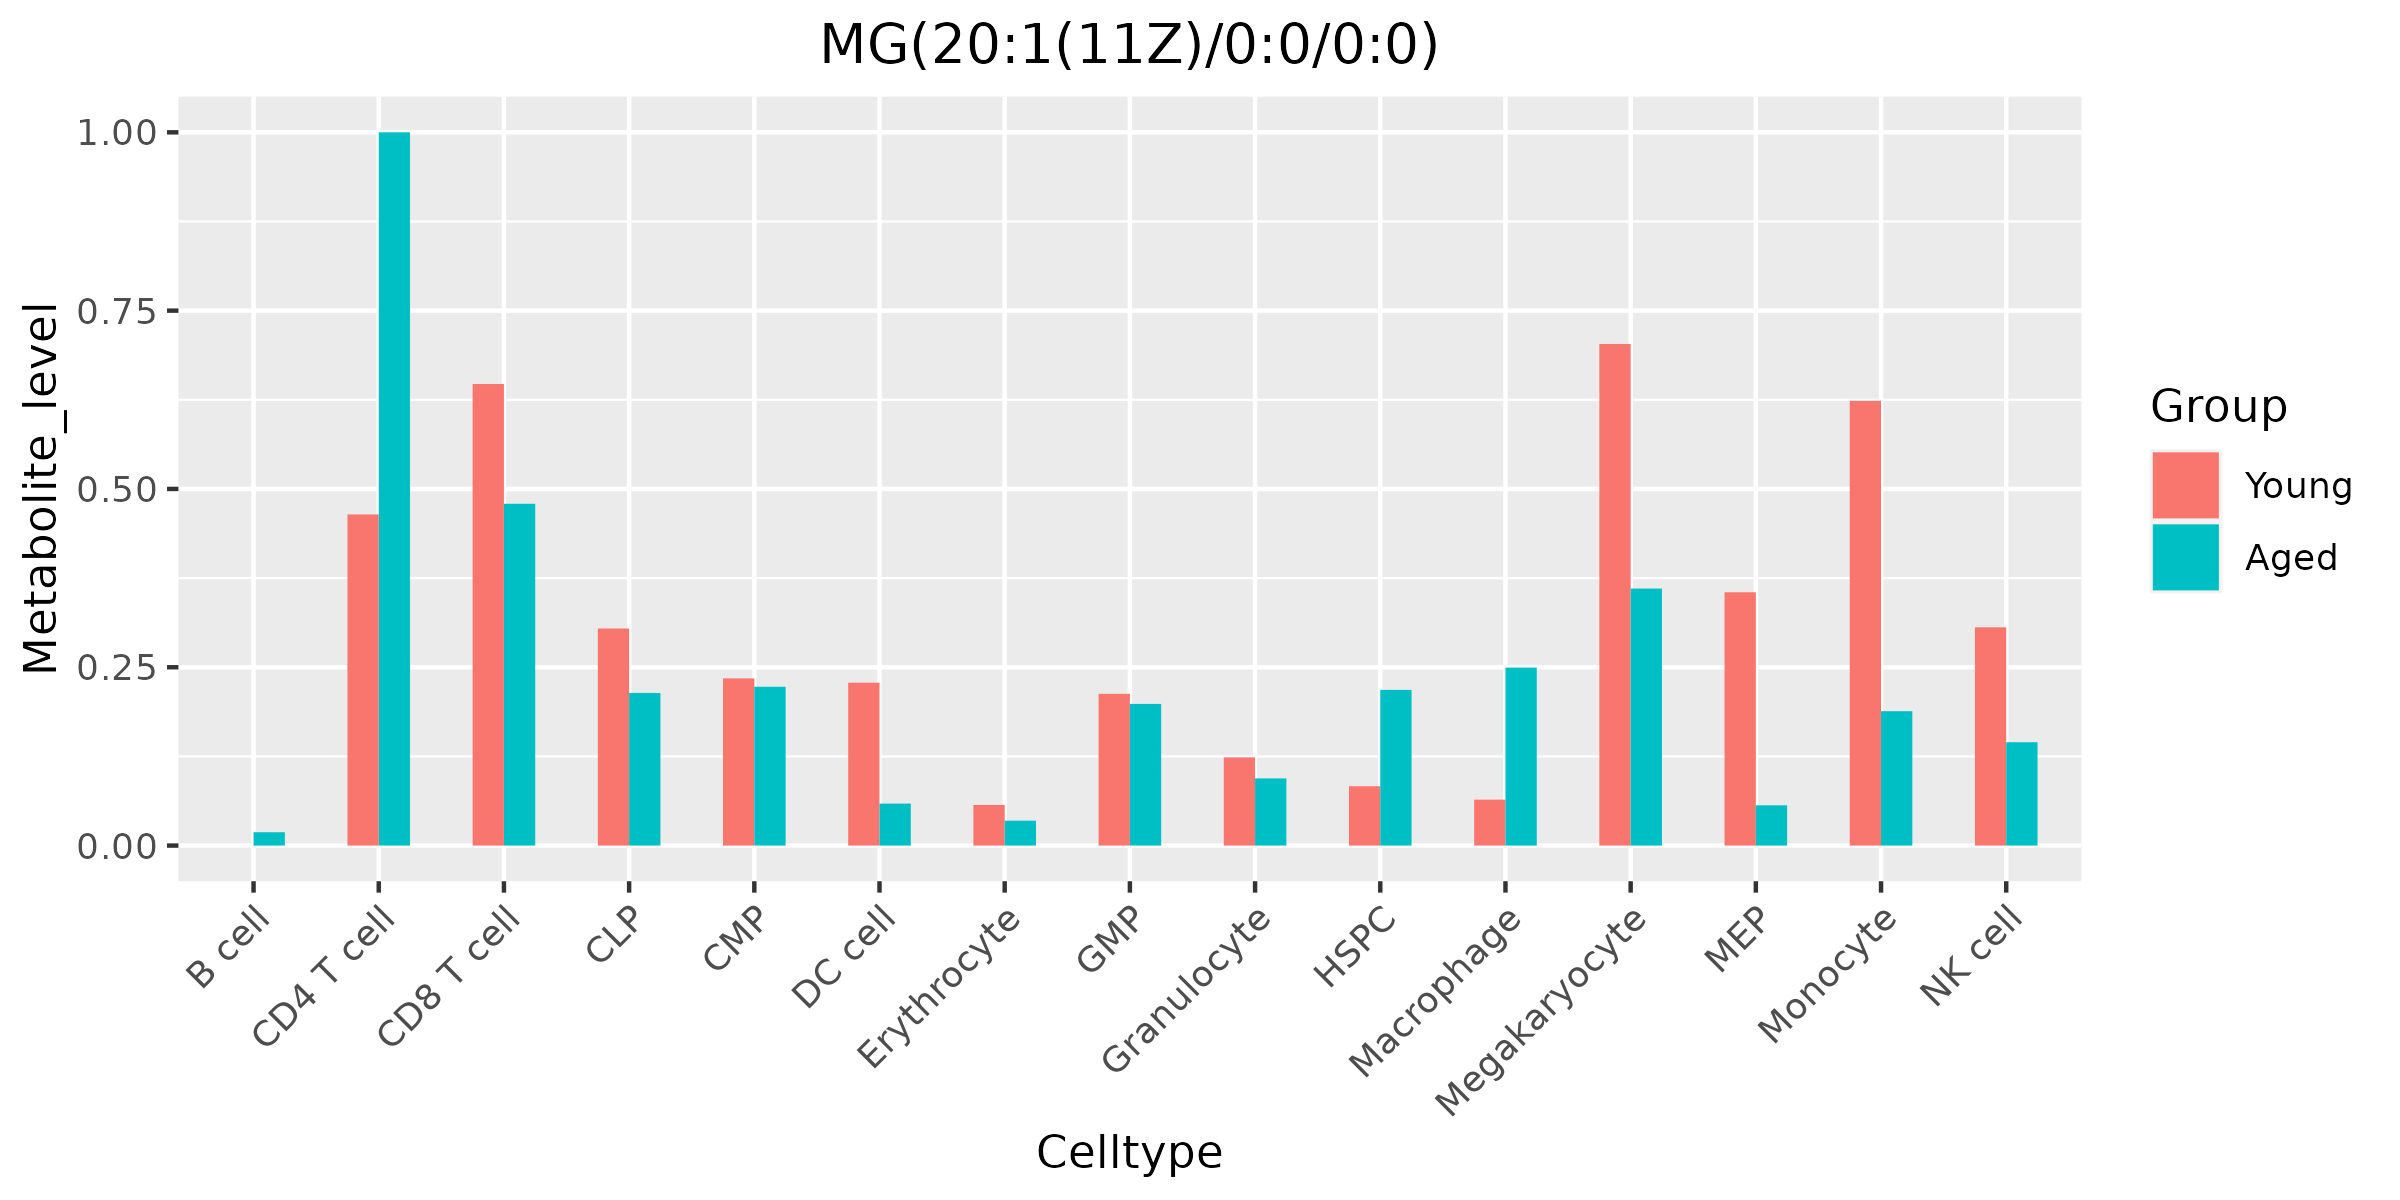 MG(20:1(11Z)/0:0/0:0)
Metabolite_level
1.00
0.75
0.50
0.25
0.00
B cell
CD4 T cell
CD8 T cell
CLP
CMP
DC cell
Erythrocyte
GMP
Granulocyte
HSPC
Macrophage
Megakaryocyte
MEP
Monocyte
NK cell
Celltype
Group
Young
Aged